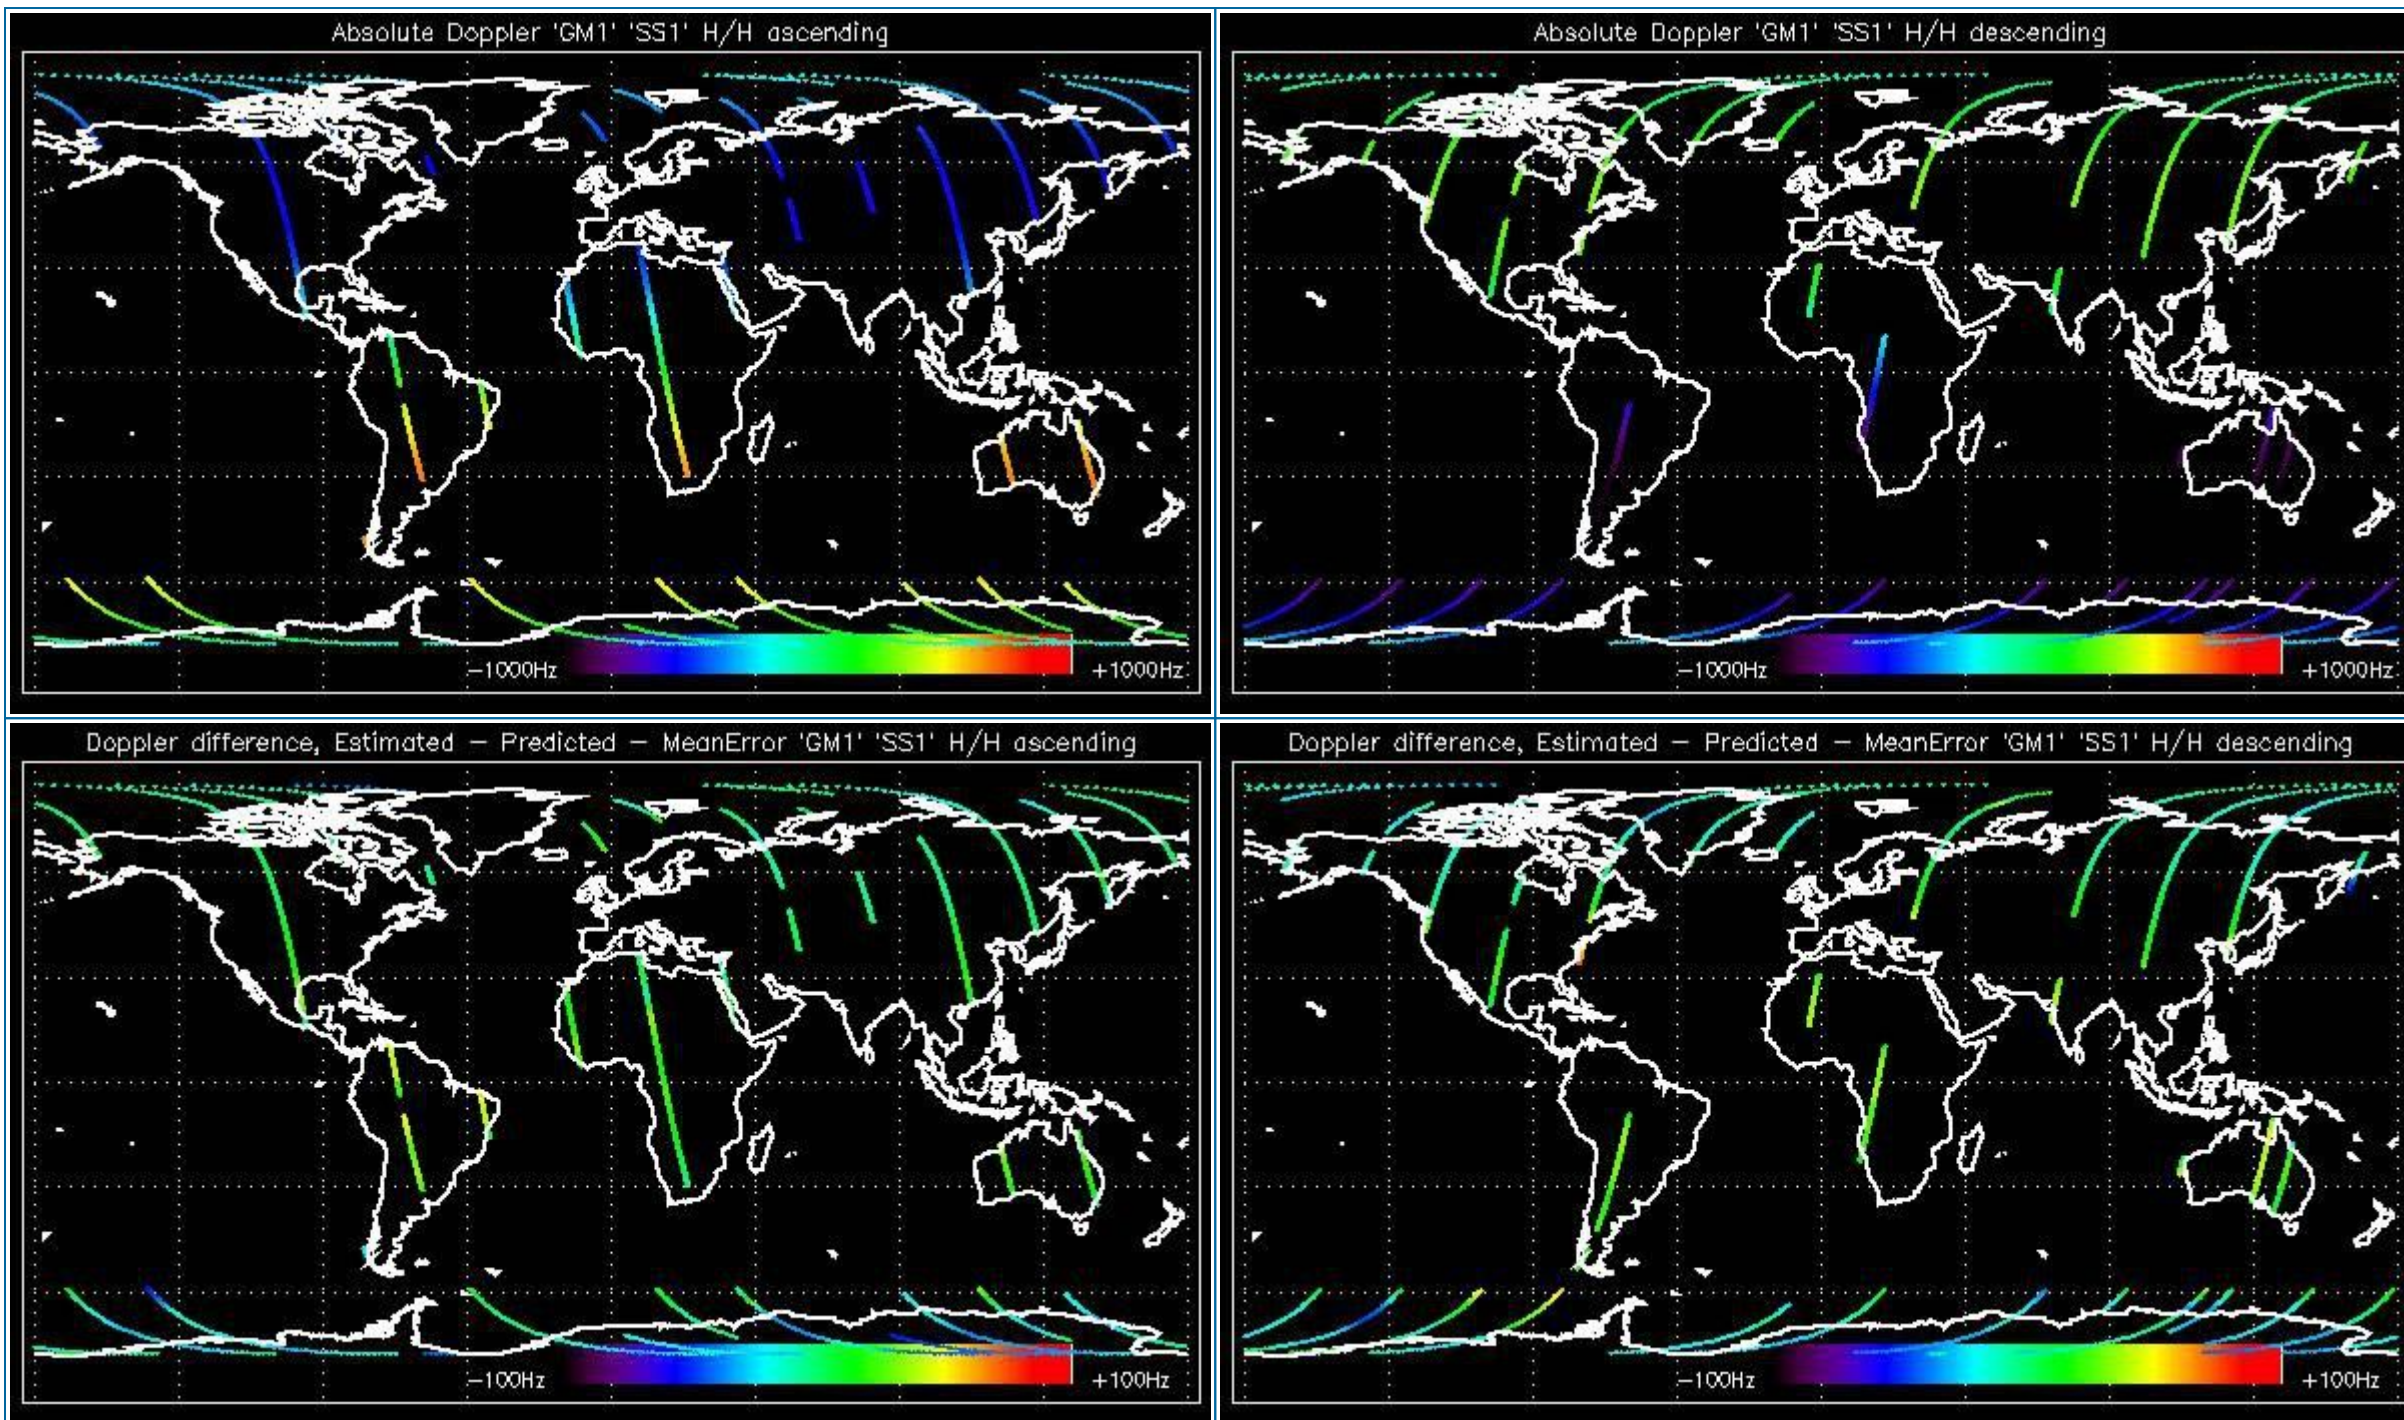 Absolute Doppler 'GM1' 'SS1' H/H ascending
−1000Hz
+1000Hz
Absolute Doppler 'GM1' 'SS1' H/H descending
−1000Hz
+1000Hz
Doppler difference, Estimated − Predicted − MeanError 'GM1' 'SS1' H/H ascending
−100Hz
+100Hz
Doppler difference, Estimated − Predicted − MeanError 'GM1' 'SS1' H/H descending
−100Hz
+100Hz